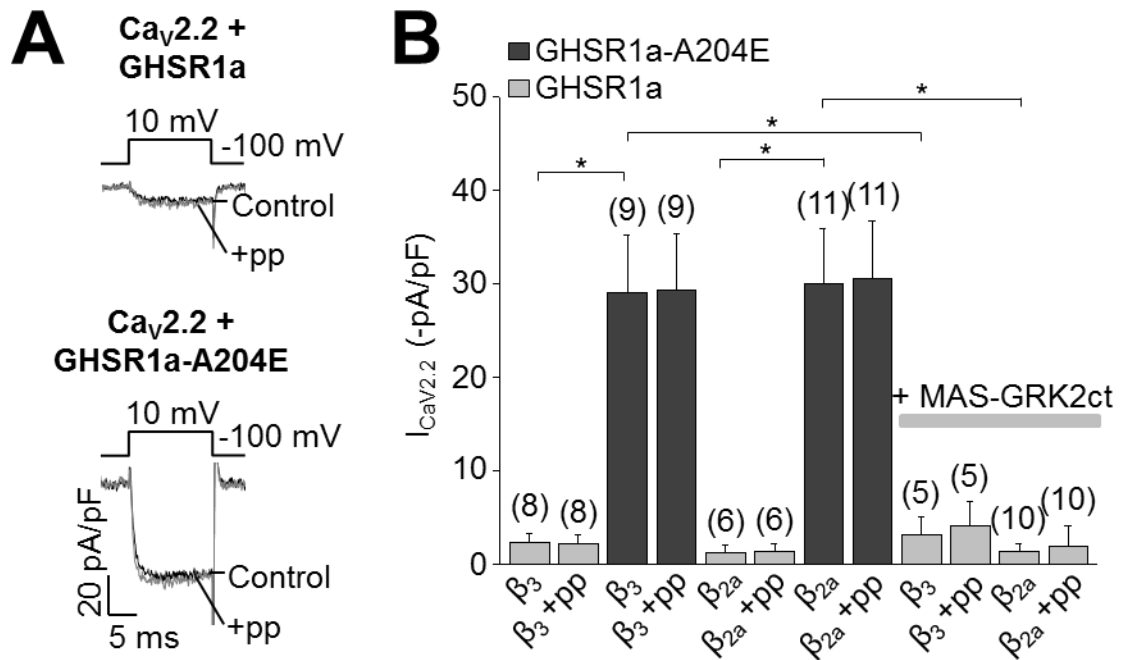 A
CaV2.2 +
GHSR1a
10 mV
-100 mV
Control
+pp
CaV2.2 +
GHSR1a-A204E
10 mV
-100 mV
20 pA/pF
Control
+pp
5 ms
B
GHSR1a-A204E
GHSR1a
ICaV2.2 (-pA/pF)
50
40
30
20
10
0
* * * *
(8) (8) (9) (9) (6) (6) (11) (11) (5) (5) (10) (10)
+ MAS-GRK2ct
β3 β3 +pp β3 β3 +pp β2a β2a +pp β2a β2a +pp β3 β3 +pp β2a β2a +pp